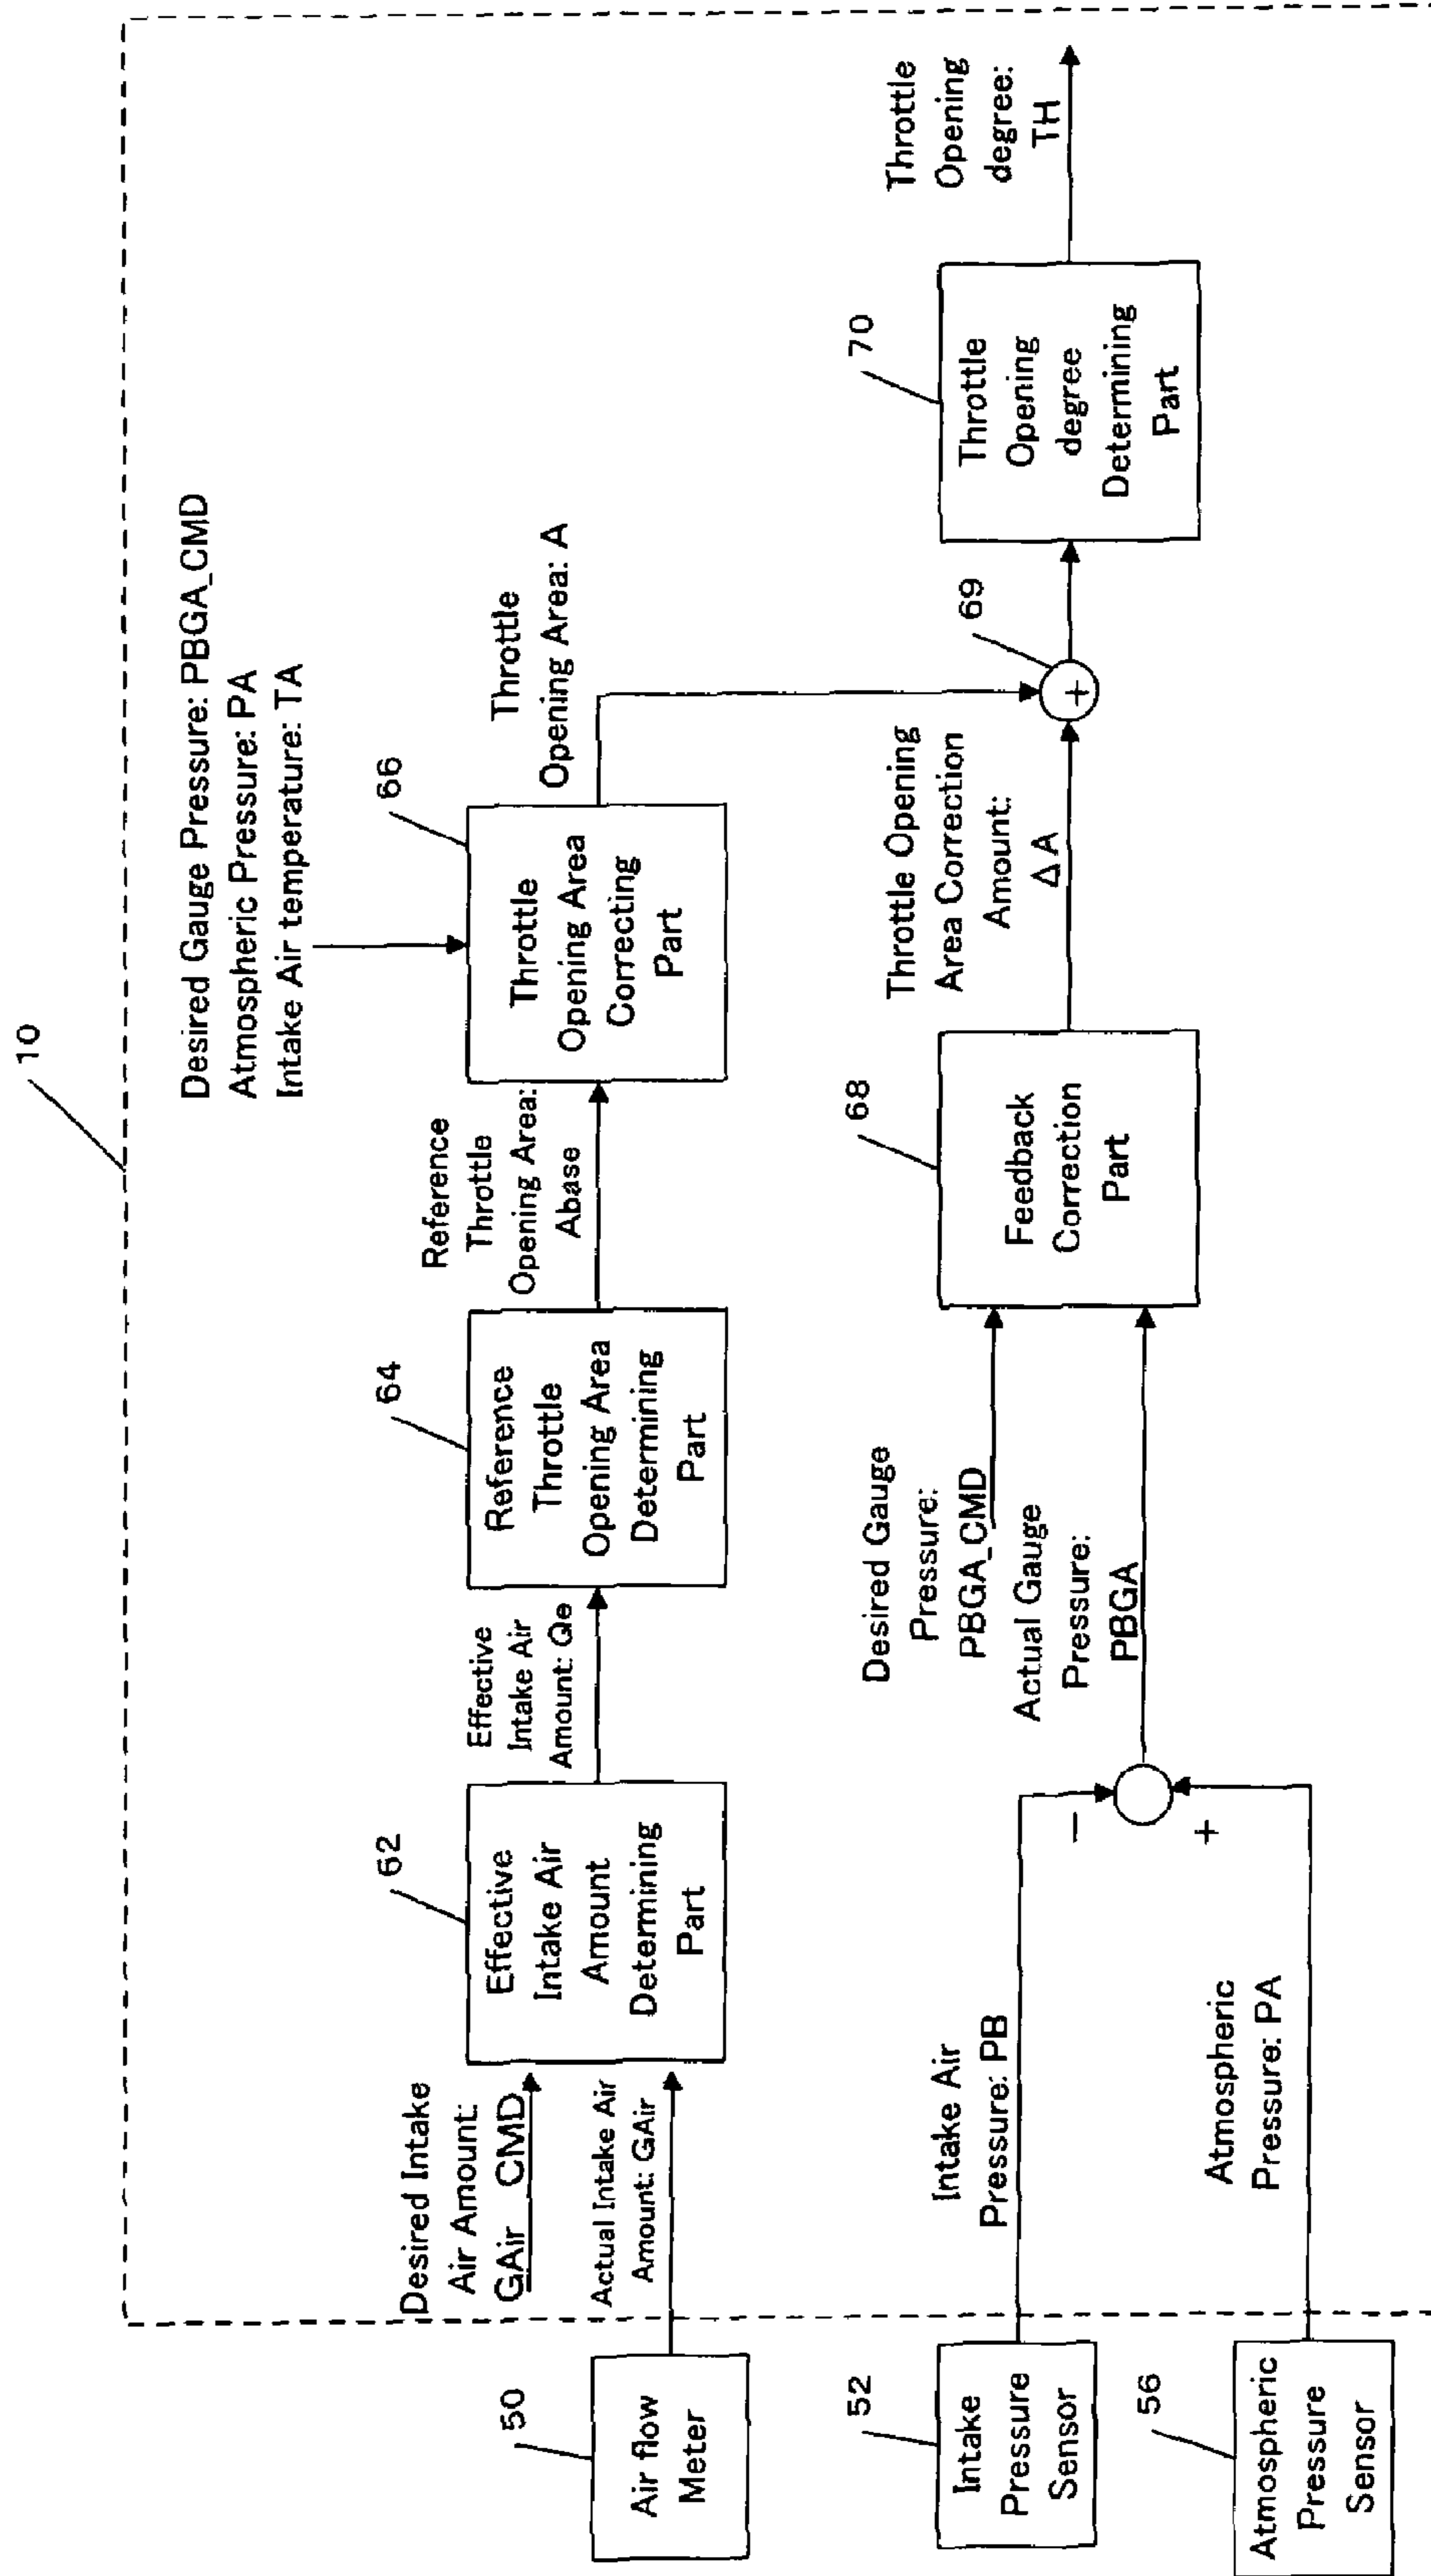 10
Desired Gauge Pressure: PBGA_CMD
Atmospheric Pressure: PA
Intake Air temperature: TA
50
Air flow
Meter
Desired Intake
Air Amount:
GAir CMD
Actual Intake Air
Amount: GAir
62
Effective
Intake Air
Amount
Determining
Part
Effective
Intake Air
Amount: Qe
64
Reference
Throttle
Opening Area
Determining
Part
Reference
Throttle
Opening Area:
Abase
66
Throttle
Opening Area
Correcting
Part
Throttle
Opening Area: A
52
Intake
Pressure
Sensor
Intake Air
Pressure: PB
56
Atmospheric
Pressure
Sensor
Atmospheric
Pressure: PA
−
+
Desired Gauge
Pressure:
PBGA_CMD
Actual Gauge
Pressure:
PBGA
68
Feedback
Correction
Part
Throttle Opening
Area Correction
Amount:
ΔA
69
+
70
Throttle
Opening
degree
Determining
Part
Throttle
Opening
degree:
TH